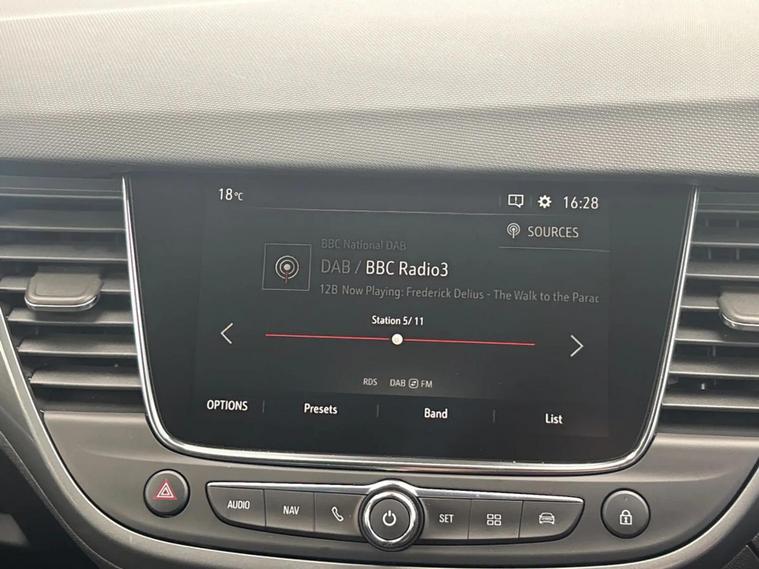 18°C 16:28
SOURCES
BBC National DAB
DAB / BBC Radio3
12B Now Playing: Frederick Delius - The Walk to the Parac
Station 5/11
RDS DAB FM
OPTIONS Presets Band List
AUDIO NAV SET